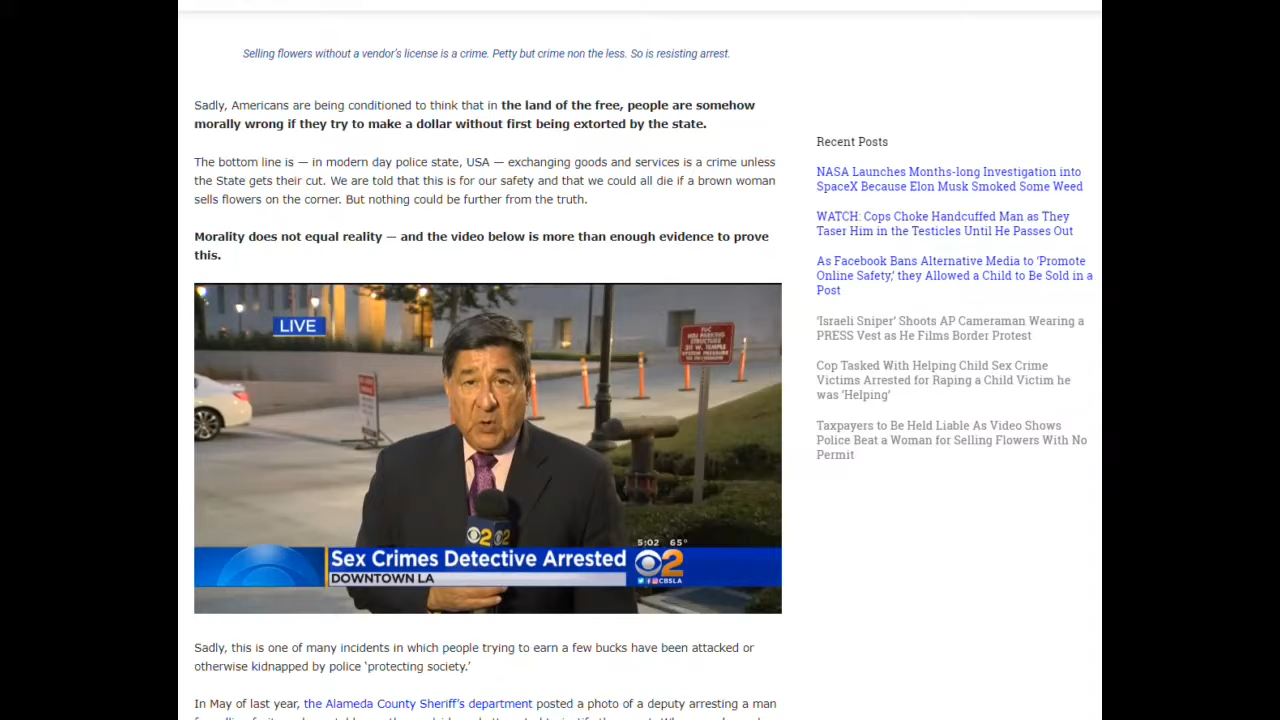 Selling flowers without a vendor’s license is a crime. Petty but crime non the less. So is resisting arrest.
Sadly, Americans are being conditioned to think that in the land of the free, people are somehow
morally wrong if they try to make a dollar without first being extorted by the state.
The bottom line is — in modern day police state, USA — exchanging goods and services is a crime unless
the State gets their cut. We are told that this is for our safety and that we could all die if a brown woman
sells flowers on the corner. But nothing could be further from the truth.
Morality does not equal reality — and the video below is more than enough evidence to prove
this.
LIVE
2 2
5:02 65°
Sex Crimes Detective Arrested
2
DOWNTOWN LA
CBSLA
Sadly, this is one of many incidents in which people trying to earn a few bucks have been attacked or
otherwise kidnapped by police ‘protecting society.’
In May of last year, the Alameda County Sheriff’s department posted a photo of a deputy arresting a man
Recent Posts
NASA Launches Months-long Investigation into
SpaceX Because Elon Musk Smoked Some Weed
WATCH: Cops Choke Handcuffed Man as They
Taser Him in the Testicles Until He Passes Out
As Facebook Bans Alternative Media to ‘Promote
Online Safety,’ they Allowed a Child to Be Sold in a
Post
‘Israeli Sniper’ Shoots AP Cameraman Wearing a
PRESS Vest as He Films Border Protest
Cop Tasked With Helping Child Sex Crime
Victims Arrested for Raping a Child Victim he
was ‘Helping’
Taxpayers to Be Held Liable As Video Shows
Police Beat a Woman for Selling Flowers With No
Permit